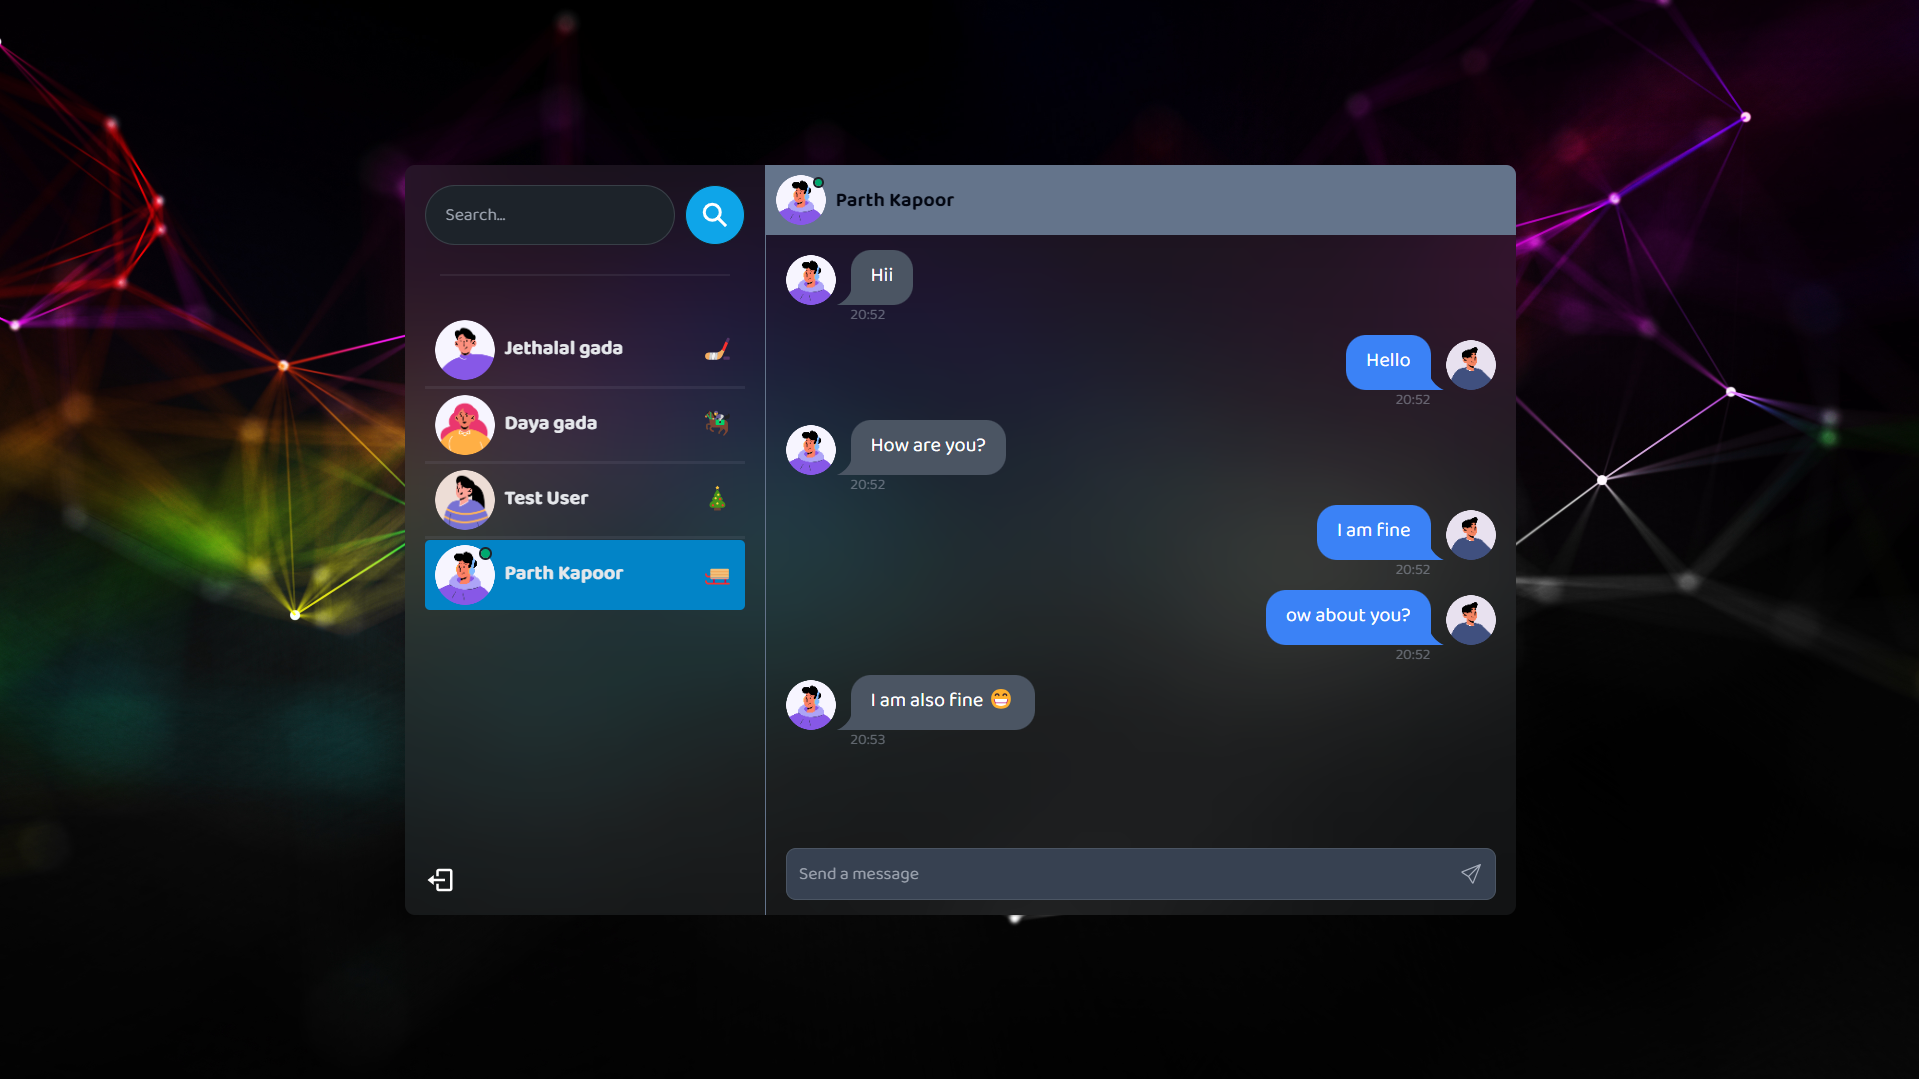 Search...
Jethalal gada
Daya gada
Test User
Parth Kapoor
Parth Kapoor
Hii
20:52
Hello
20:52
How are you?
20:52
I am fine
20:52
ow about you?
20:52
I am also fine 😁
20:53
Send a message